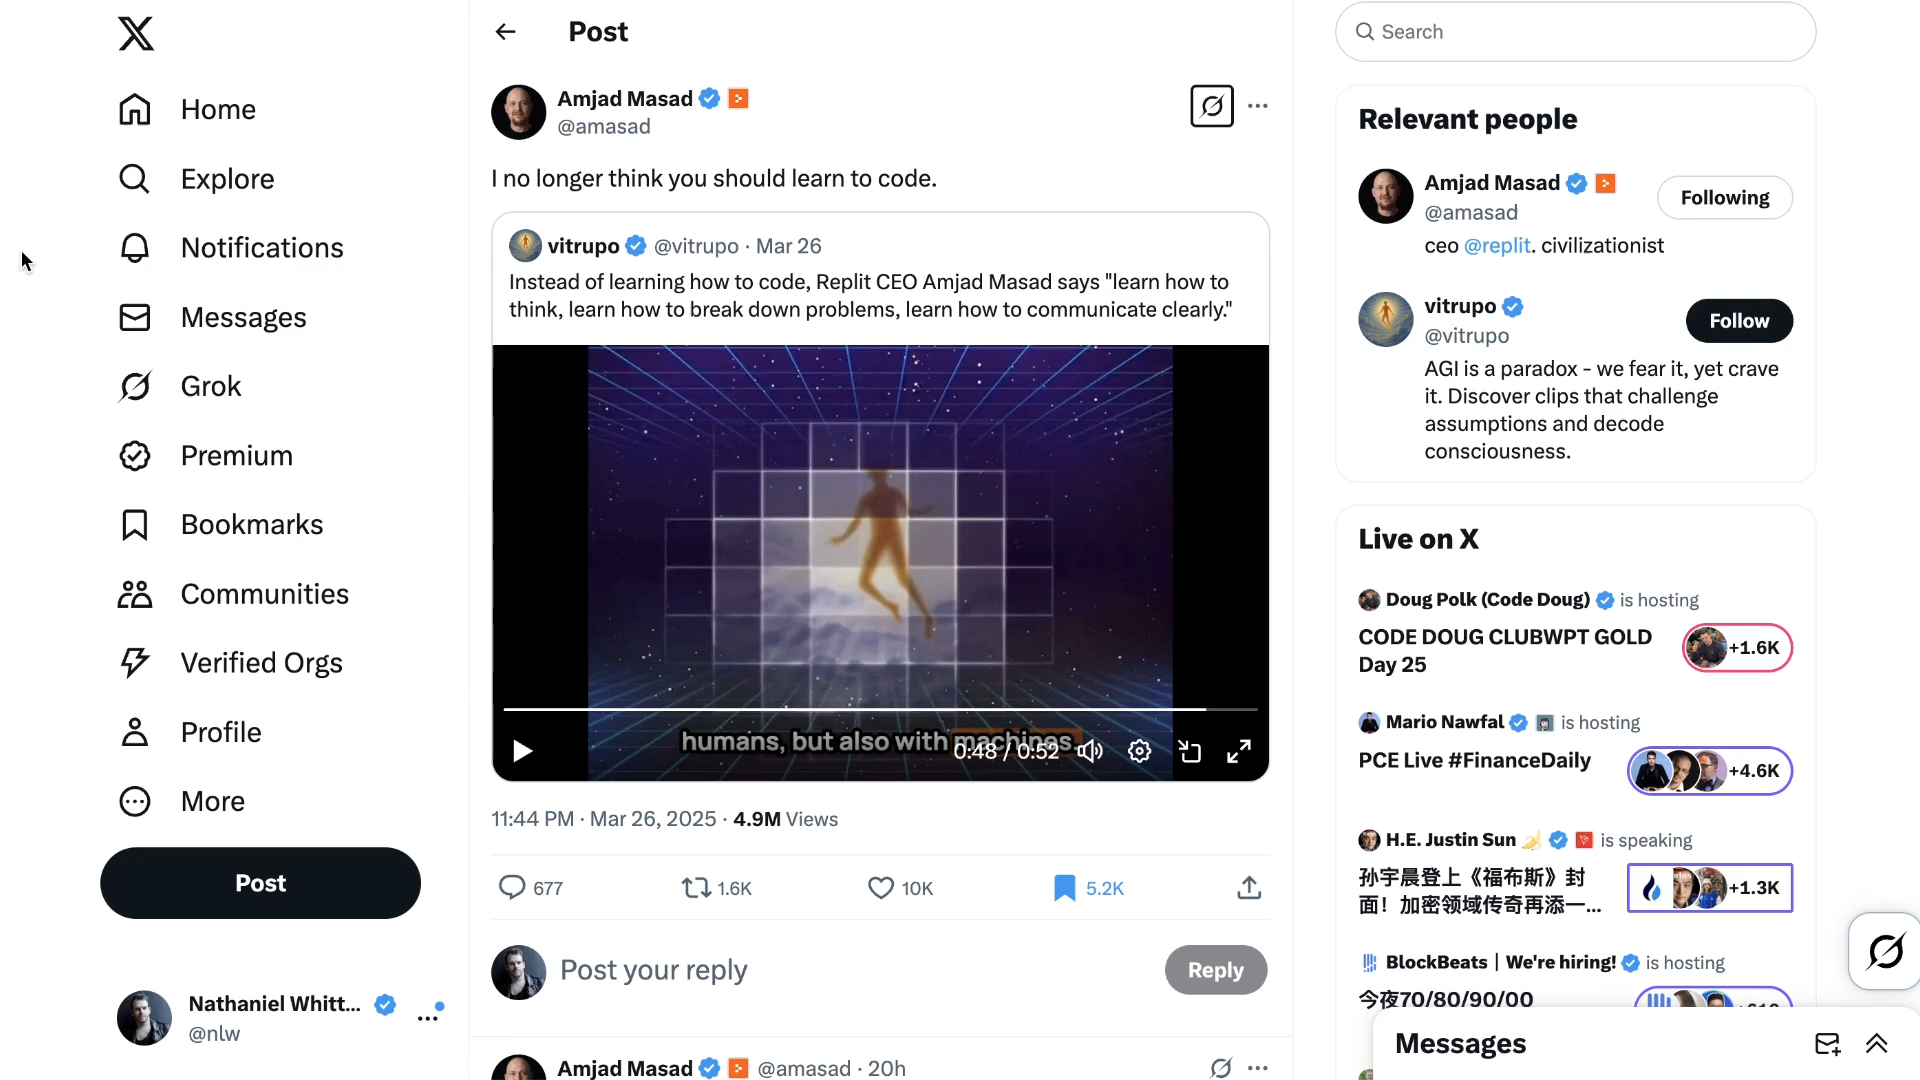 Home
Explore
Notifications
Messages
Grok
Premium
Bookmarks
Communities
Verified Orgs
Profile
More
Post
Nathaniel Whitt...
@nlw
Post
Amjad Masad
@amasad
I no longer think you should learn to code.
vitrupo @vitrupo · Mar 26
Instead of learning how to code, Replit CEO Amjad Masad says "learn how to
think, learn how to break down problems, learn how to communicate clearly."
humans, but also with machines
0:48 / 0:52
11:44 PM · Mar 26, 2025 · 4.9M Views
677
1.6K
10K
5.2K
Post your reply
Reply
Amjad Masad @amasad · 20h
Search
Relevant people
Amjad Masad
@amasad
Following
ceo @replit. civilizationist
vitrupo
@vitrupo
Follow
AGI is a paradox - we fear it, yet crave
it. Discover clips that challenge
assumptions and decode
consciousness.
Live on X
Doug Polk (Code Doug) is hosting
CODE DOUG CLUBWPT GOLD
Day 25
+1.6K
Mario Nawfal is hosting
PCE Live #FinanceDaily
+4.6K
H.E. Justin Sun is speaking
孙宇晨登上《福布斯》封
面！加密领域传奇再添一...
+1.3K
BlockBeats | We're hiring! is hosting
今夜70/80/90/00
Messages